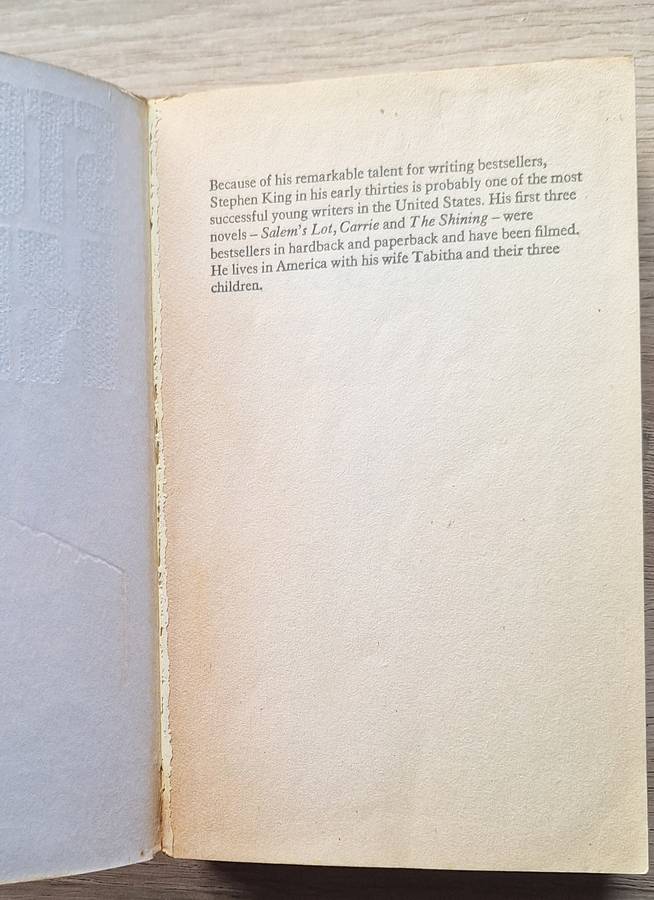 Because of his remarkable talent for writing bestsellers,
Stephen King in his early thirties is probably one of the most
successful young writers in the United States. His first three
novels – Salem's Lot, Carrie and The Shining – were
bestsellers in hardback and paperback and have been filmed.
He lives in America with his wife Tabitha and their three
children.